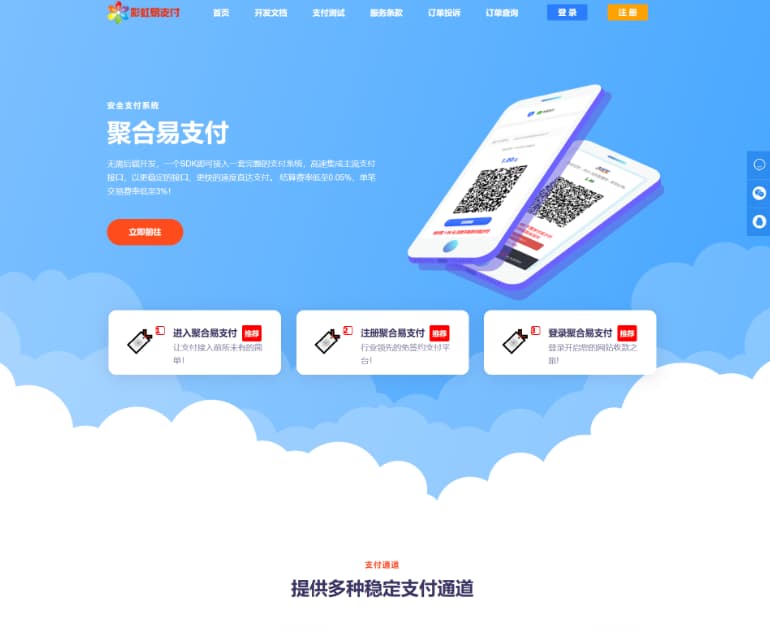 彩虹易支付
首页
开发文档
支付测试
服务条款
订单投诉
订单查询
登 录
注 册
安全支付系统
聚合易支付
无需后端开发，一个SDK即可接入一套完善的支付系统，高速集成主流支付
接口，以更稳定的接口，更快的速度直达支付。 结算费率低至0.05%，单笔
交易费率低至3%！
立即前往
进入聚合易支付 推荐
让支付接入前所未有的简
单！
注册聚合易支付 推荐
行业领先的免签约支付平
台！
登录聚合易支付 推荐
登录开启您的网站收款之
旅！
支付通道
提供多种稳定支付通道